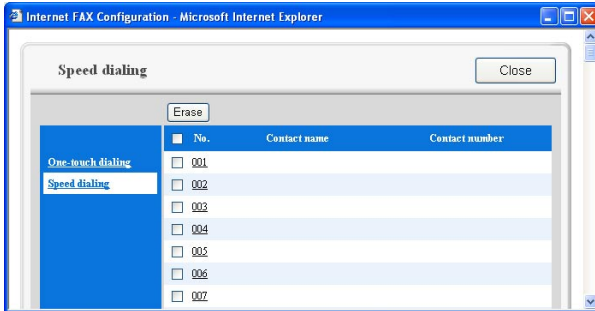 Internet FAX Configuration - Microsoft Internet Explorer
Speed dialing
Close
Erase
No. Contact name Contact number
One-touch dialing
Speed dialing
001
002
003
004
005
006
007